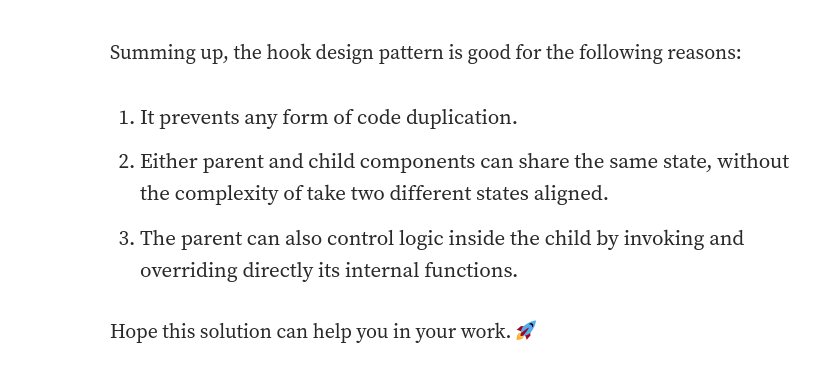 Summing up, the hook design pattern is good for the following reasons:
1. It prevents any form of code duplication.
2. Either parent and child components can share the same state, without
the complexity of take two different states aligned.
3. The parent can also control logic inside the child by invoking and
overriding directly its internal functions.
Hope this solution can help you in your work. 🚀